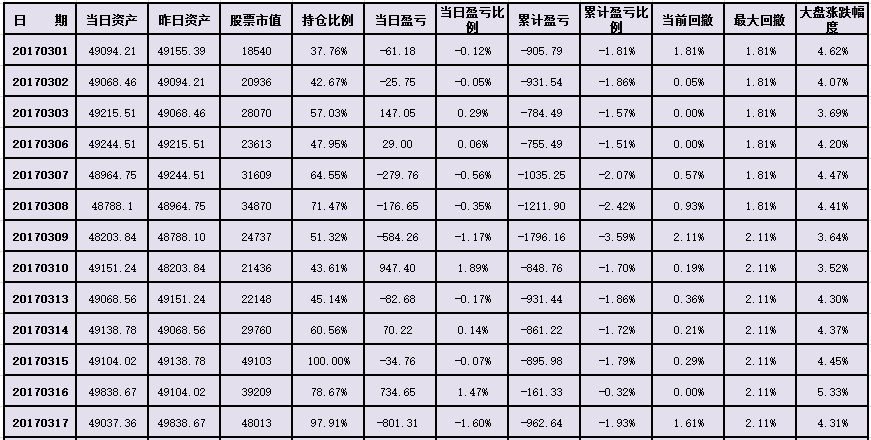 日 期 当日资产 昨日资产 股票市值 持仓比例 当日盈亏 当日盈亏比例 累计盈亏 累计盈亏比例 当前回撤 最大回撤 大盘涨跌幅度
20170301 49094.21 49155.39 18540 37.76% -61.18 -0.12% -905.79 -1.81% 1.81% 1.81% 4.62%
20170302 49068.46 49094.21 20936 42.67% -25.75 -0.05% -931.54 -1.86% 0.05% 1.81% 4.07%
20170303 49215.51 49068.46 28070 57.03% 147.05 0.29% -784.49 -1.57% 0.00% 1.81% 3.69%
20170306 49244.51 49215.51 23613 47.95% 29.00 0.06% -755.49 -1.51% 0.00% 1.81% 4.20%
20170307 48964.75 49244.51 31609 64.55% -279.76 -0.56% -1035.25 -2.07% 0.57% 1.81% 4.47%
20170308 48788.1 48964.75 34870 71.47% -176.65 -0.35% -1211.90 -2.42% 0.93% 1.81% 4.41%
20170309 48203.84 48788.10 24737 51.32% -584.26 -1.17% -1796.16 -3.59% 2.11% 2.11% 3.64%
20170310 49151.24 48203.84 21436 43.61% 947.40 1.89% -848.76 -1.70% 0.19% 2.11% 3.52%
20170313 49068.56 49151.24 22148 45.14% -82.68 -0.17% -931.44 -1.86% 0.36% 2.11% 4.30%
20170314 49138.78 49068.56 29760 60.56% 70.22 0.14% -861.22 -1.72% 0.21% 2.11% 4.37%
20170315 49104.02 49138.78 49103 100.00% -34.76 -0.07% -895.98 -1.79% 0.29% 2.11% 4.45%
20170316 49838.67 49104.02 39209 78.67% 734.65 1.47% -161.33 -0.32% 0.00% 2.11% 5.33%
20170317 49037.36 49838.67 48013 97.91% -801.31 -1.60% -962.64 -1.93% 1.61% 2.11% 4.31%